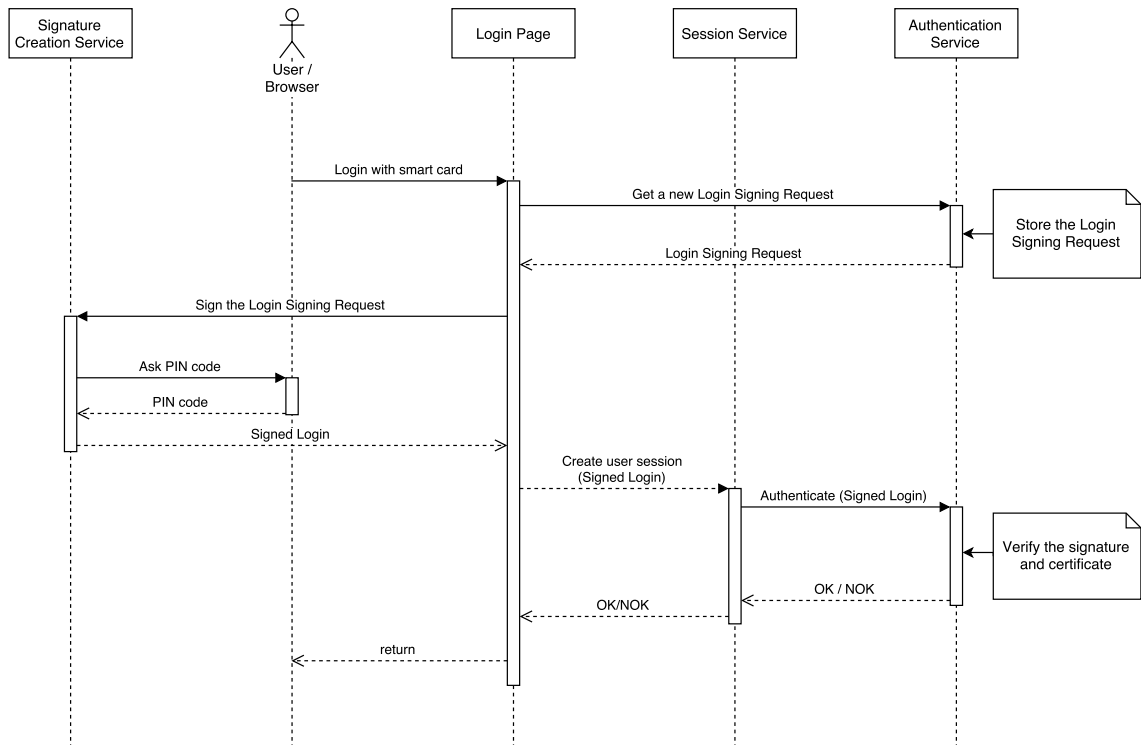 Signature
Creation Service
User /
Browser
Login Page
Session Service
Authentication
Service
Login with smart card
Get a new Login Signing Request
Store the Login
Signing Request
Login Signing Request
Sign the Login Signing Request
Ask PIN code
PIN code
Signed Login
Create user session
(Signed Login)
Authenticate (Signed Login)
Verify the signature
and certificate
OK / NOK
OK/NOK
return